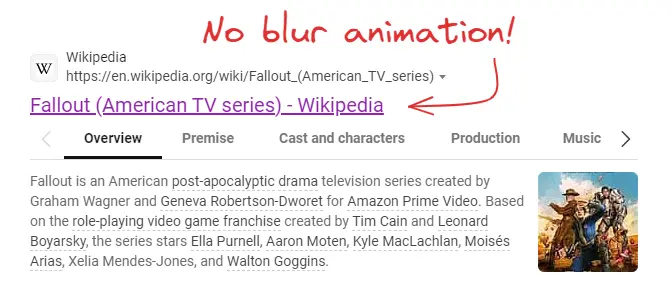 No blur animation!
W
Wikipedia
https://en.wikipedia.org/wiki/Fallout_(American_TV_series)
Fallout (American TV series) - Wikipedia
Overview Premise Cast and characters Production Music
Fallout is an American post-apocalyptic drama television series created by
Graham Wagner and Geneva Robertson-Dworet for Amazon Prime Video. Based
on the role-playing video game franchise created by Tim Cain and Leonard
Boyarsky, the series stars Ella Purnell, Aaron Moten, Kyle MacLachlan, Moisés
Arias, Xelia Mendes-Jones, and Walton Goggins.